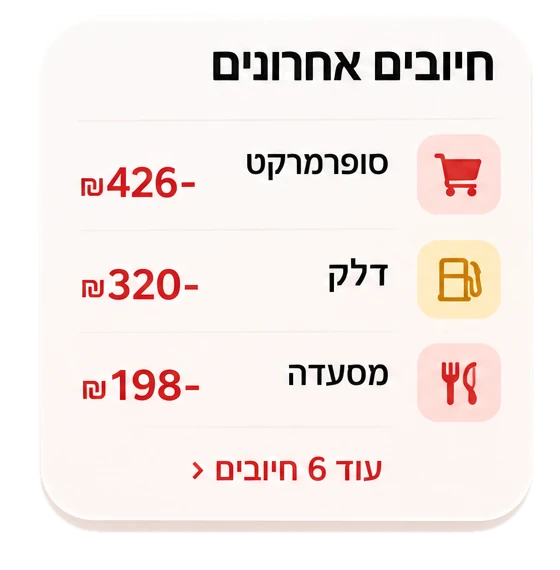 חיובים אחרונים
סופרמרקט ₪426-
דלק ₪320-
מסעדה ₪198-
עוד 6 חיובים ›